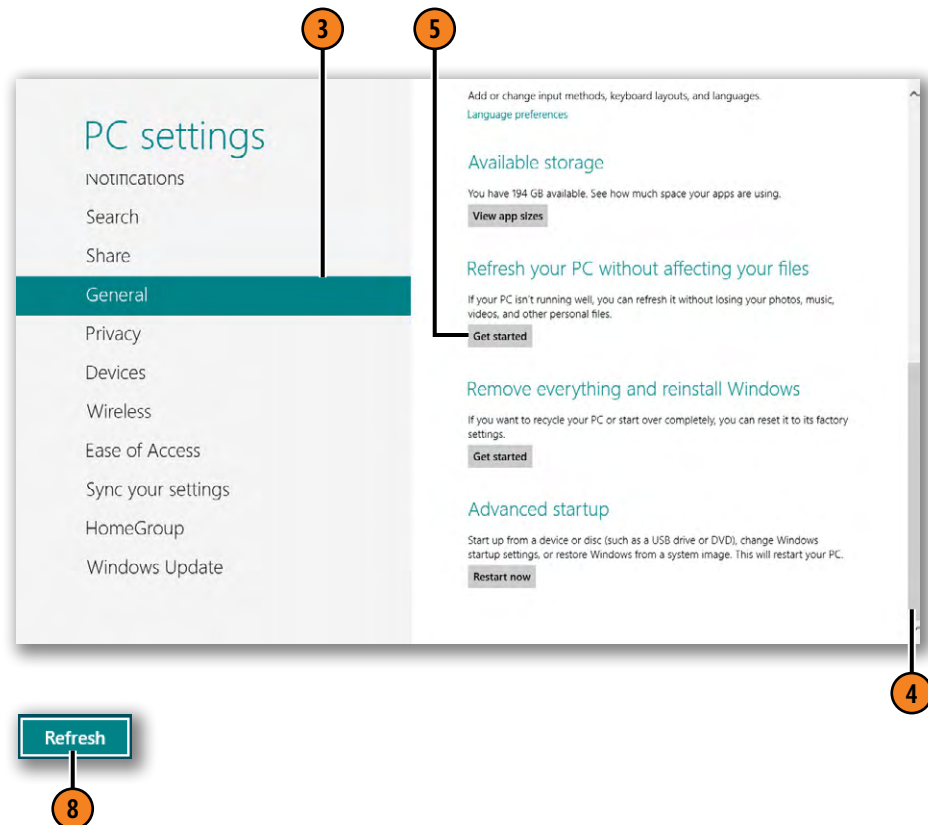 3
5
PC settings
Notifications
Search
Share
General
Privacy
Devices
Wireless
Ease of Access
Sync your settings
HomeGroup
Windows Update
Add or change input methods, keyboard layouts, and languages.
Language preferences
Available storage
You have 194 GB available. See how much space your apps are using.
View app sizes
Refresh your PC without affecting your files
If your PC isn't running well, you can refresh it without losing your photos, music,
videos, and other personal files.
Get started
Remove everything and reinstall Windows
If you want to recycle your PC or start over completely, you can reset it to its factory
settings.
Get started
Advanced startup
Start up from a device or disc (such as a USB drive or DVD), change Windows
startup settings, or restore Windows from a system image. This will restart your PC.
Restart now
4
Refresh
8